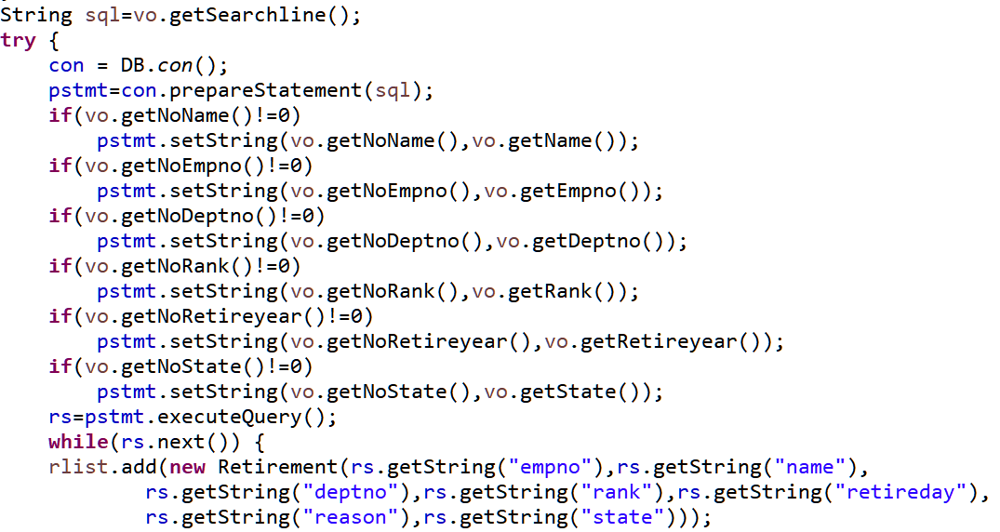 String sql=vo.getSearchline();
try {
    con = DB.con();
    pstmt=con.prepareStatement(sql);
    if(vo.getNoName()!=0)
        pstmt.setString(vo.getNoName(),vo.getName());
    if(vo.getNoEmpno()!=0)
        pstmt.setString(vo.getNoEmpno(),vo.getEmpno());
    if(vo.getNoDeptno()!=0)
        pstmt.setString(vo.getNoDeptno(),vo.getDeptno());
    if(vo.getNoRank()!=0)
        pstmt.setString(vo.getNoRank(),vo.getRank());
    if(vo.getNoRetireyear()!=0)
        pstmt.setString(vo.getNoRetireyear(),vo.getRetireyear());
    if(vo.getNoState()!=0)
        pstmt.setString(vo.getNoState(),vo.getState());
    rs=pstmt.executeQuery();
    while(rs.next()) {
    rlist.add(new Retirement(rs.getString("empno"),rs.getString("name"),
            rs.getString("deptno"),rs.getString("rank"),rs.getString("retireday"),
            rs.getString("reason"),rs.getString("state")));